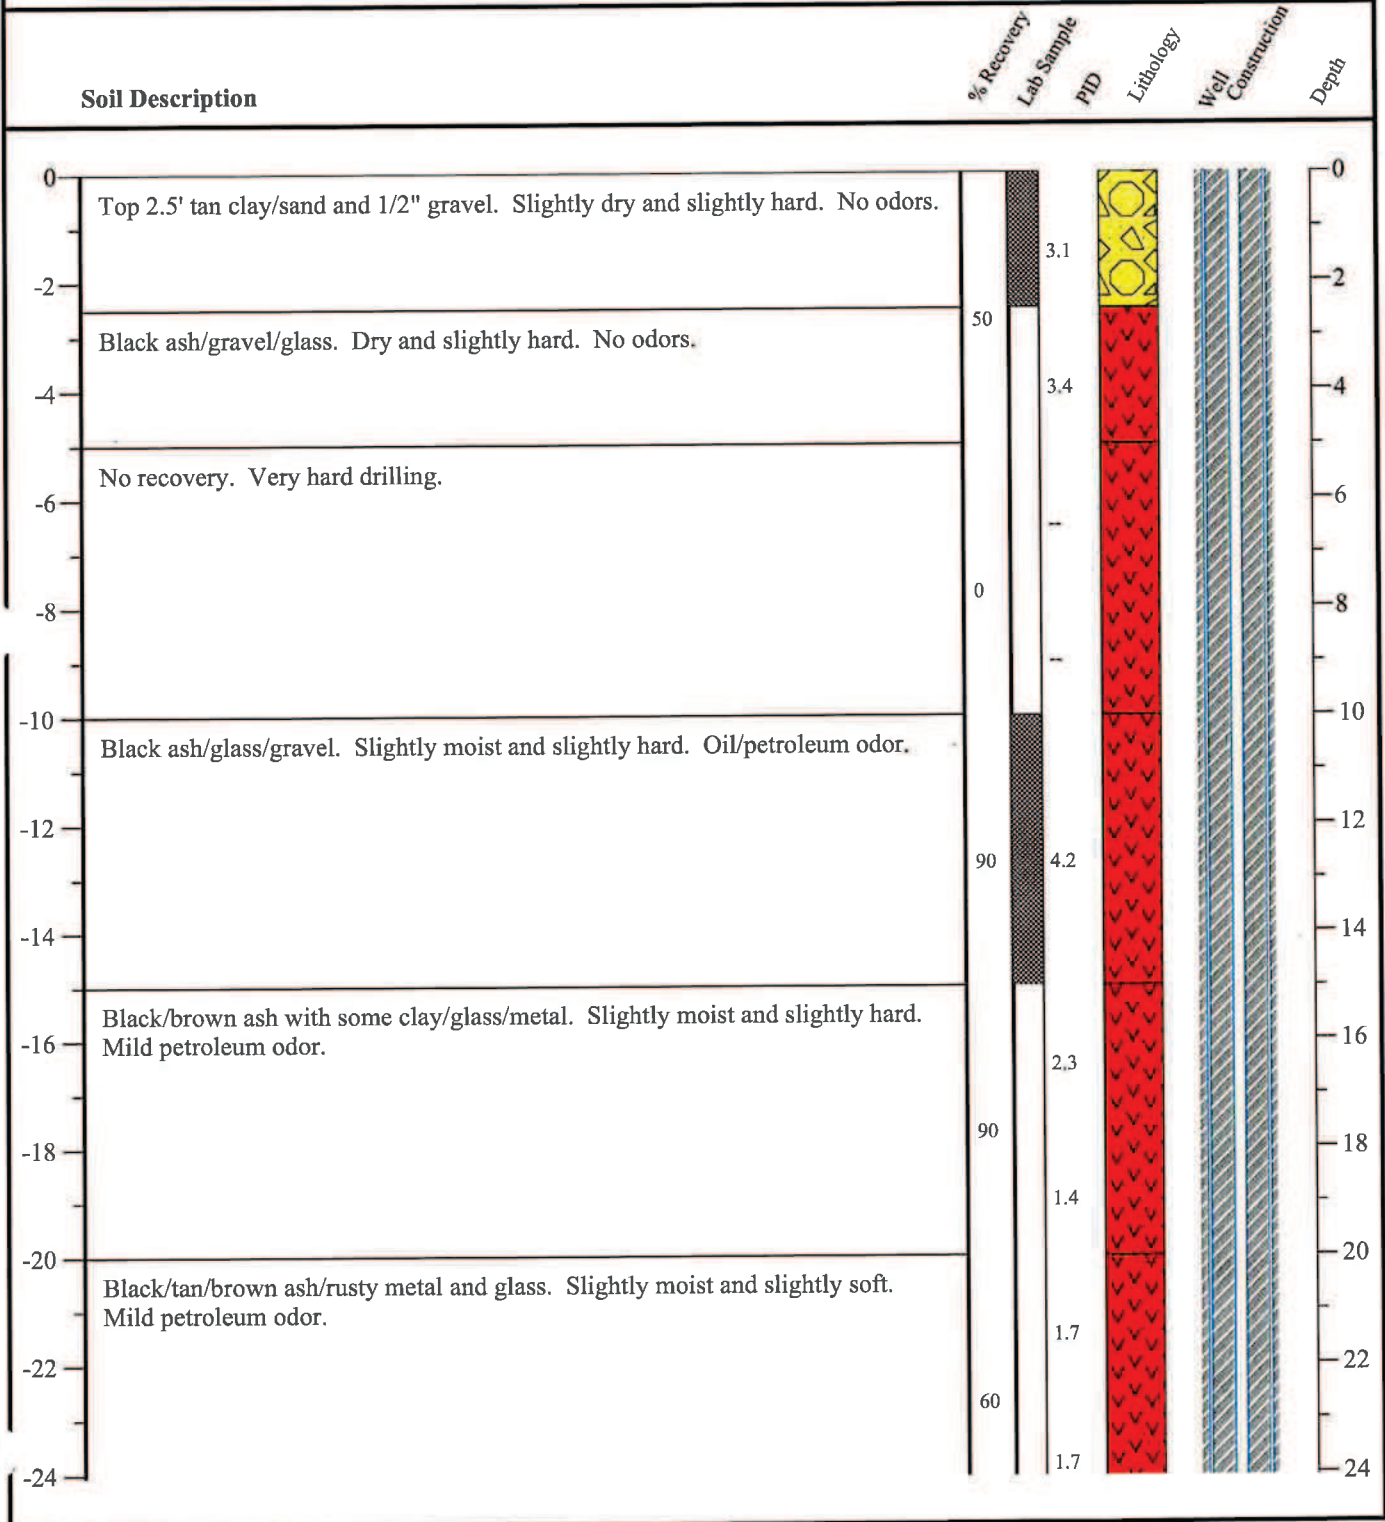 Soil Description
% Recovery
Lab Sample
PID
Lithology
Well
Construction
Depth
0
Top 2.5' tan clay/sand and 1/2" gravel.  Slightly dry and slightly hard.  No odors.
3.1
0
-2
2
50
Black ash/gravel/glass.  Dry and slightly hard.  No odors.
-4
3.4
4
No recovery.  Very hard drilling.
-6
--
6
-8
0
8
--
-10
10
Black ash/glass/gravel.  Slightly moist and slightly hard.  Oil/petroleum odor.
-12
12
90
4.2
-14
14
Black/brown ash with some clay/glass/metal.  Slightly moist and slightly hard.
Mild petroleum odor.
-16
2.3
16
-18
90
18
1.4
-20
20
Black/tan/brown ash/rusty metal and glass.  Slightly moist and slightly soft.
Mild petroleum odor.
1.7
-22
22
60
-24
1.7
24